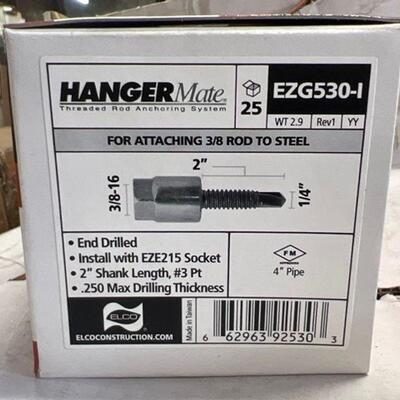 HANGERMate®
Threaded Rod Anchoring System
25
EZG530-I
WT 2.9 Rev1 YY
FOR ATTACHING 3/8 ROD TO STEEL
2"
3/8-16
1/4"
• End Drilled
• Install with EZE215 Socket
• 2" Shank Length, #3 Pt
• .250 Max Drilling Thickness
FM
APPROVED
4" Pipe
ELCO
ELCOCONSTRUCTION.COM
Made in Taiwan
6 62963 92530 3